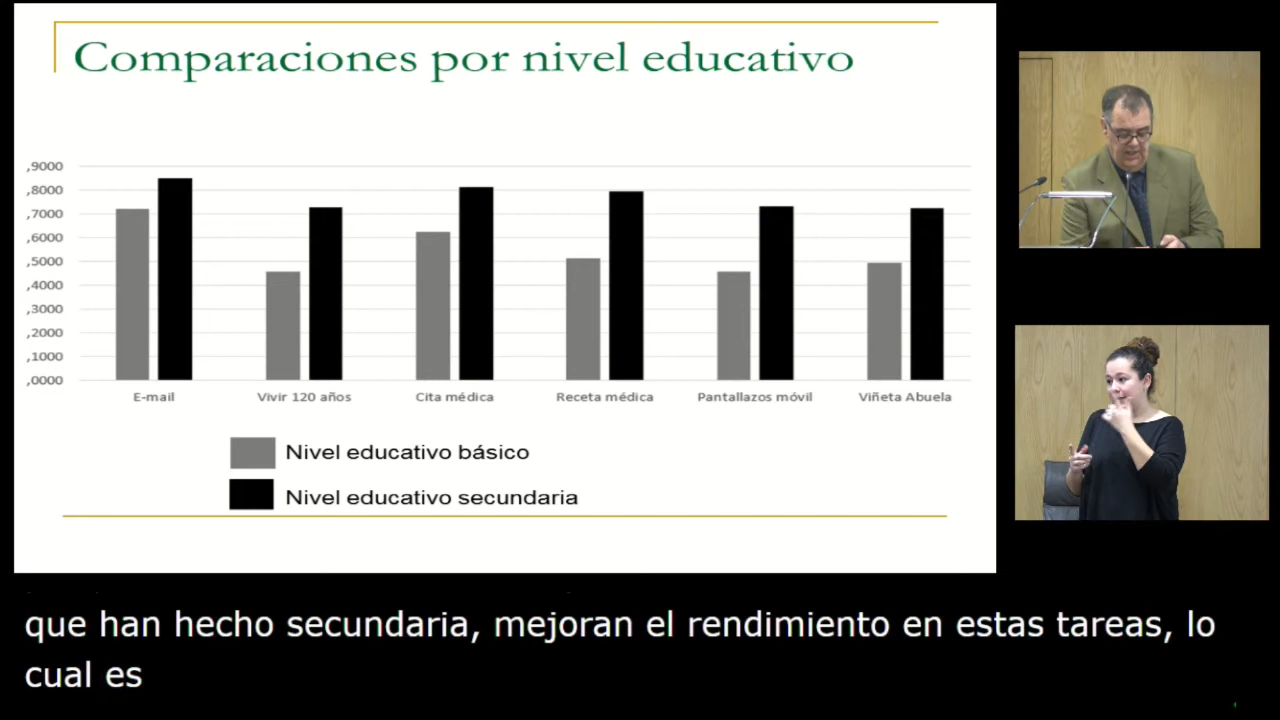 Comparaciones por nivel educativo
,9000
,8000
,7000
,6000
,5000
,4000
,3000
,2000
,1000
,0000
E-mail
Vivir 120 años
Cita médica
Receta médica
Pantallazos móvil
Viñeta Abuela
Nivel educativo básico
Nivel educativo secundaria
que han hecho secundaria, mejoran el rendimiento en estas tareas, lo
cual es